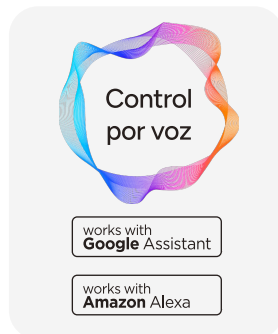 Control
por voz
works with
Google Assistant
works with
Amazon Alexa